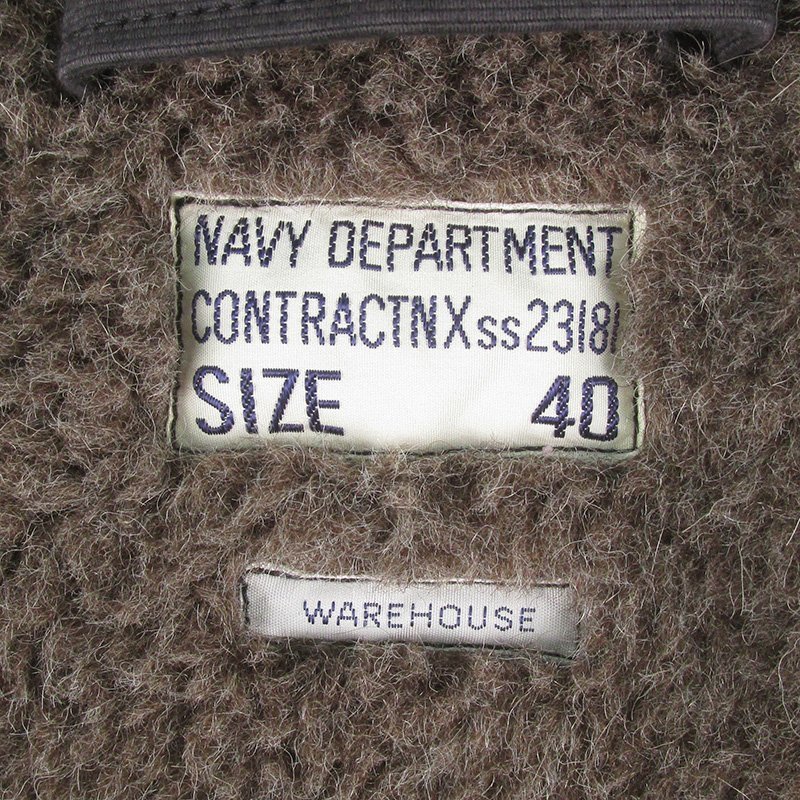 NAVY DEPARTMENT
CONTRACTNXss23181
SIZE 40
WAREHOUSE